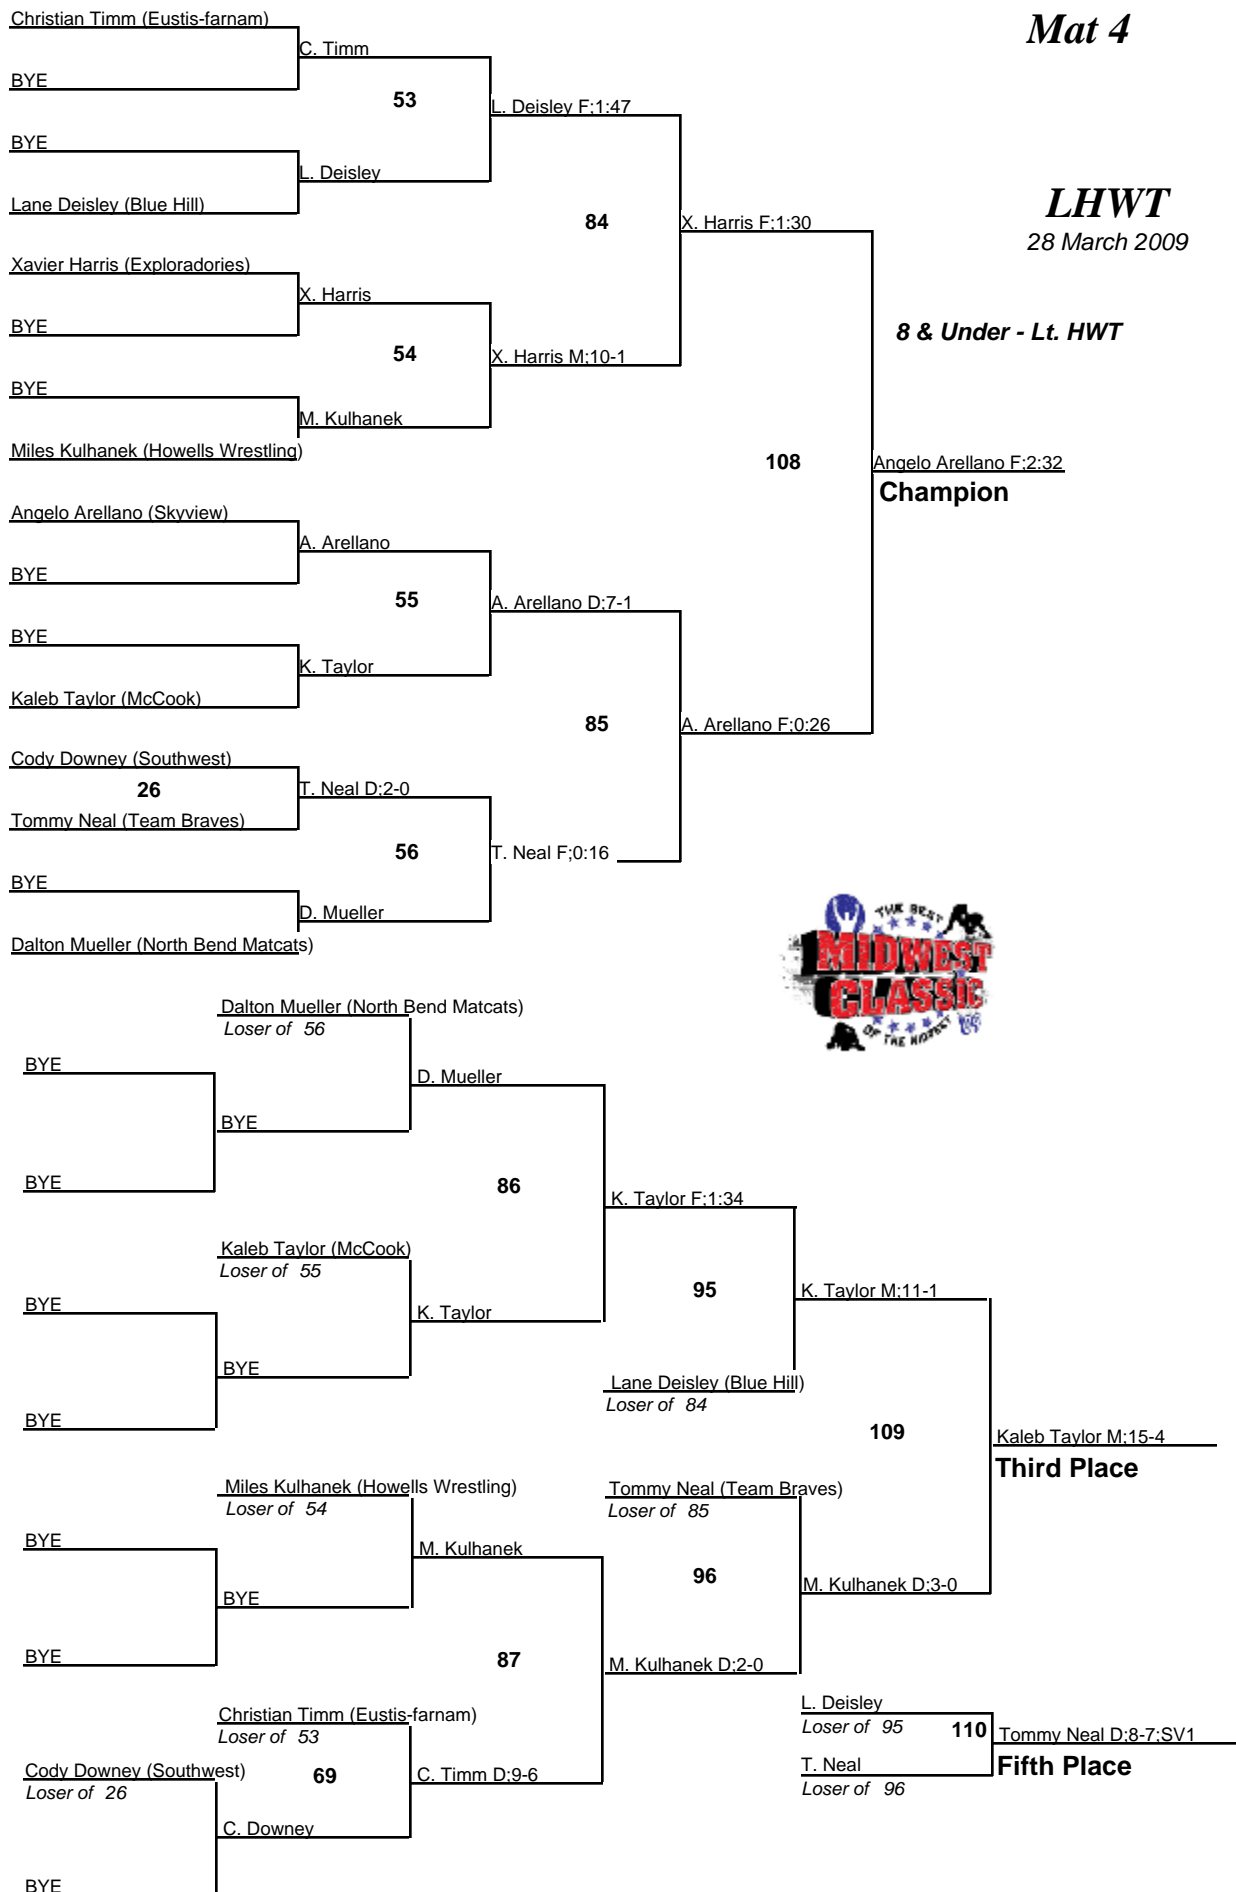 Christian Timm (Eustis-farnam)
Mat 4
C. Timm
BYE
53
L. Deisley F;1:47
BYE
L. Deisley
Lane Deisley (Blue Hill)
LHWT
84
X. Harris F;1:30
28 March 2009
Xavier Harris (Exploradories)
X. Harris
BYE
8 & Under - Lt. HWT
54
X. Harris M;10-1
BYE
M. Kulhanek
Miles Kulhanek (Howells Wrestling)
108
Angelo Arellano F;2:32
Champion
Angelo Arellano (Skyview)
A. Arellano
BYE
55
A. Arellano D;7-1
BYE
K. Taylor
Kaleb Taylor (McCook)
85
A. Arellano F;0:26
Cody Downey (Southwest)
26
T. Neal D;2-0
Tommy Neal (Team Braves)
56
T. Neal F;0:16
BYE
D. Mueller
Dalton Mueller (North Bend Matcats)
THE BEST
MIDWEST
CLASSIC
OF THE MIDWEST
Dalton Mueller (North Bend Matcats)
Loser of 56
BYE
D. Mueller
BYE
BYE
86
K. Taylor F;1:34
Kaleb Taylor (McCook)
Loser of 55
95
K. Taylor M;11-1
BYE
K. Taylor
BYE
Lane Deisley (Blue Hill)
Loser of 84
BYE
109
Kaleb Taylor M;15-4
Third Place
Miles Kulhanek (Howells Wrestling)
Loser of 54
Tommy Neal (Team Braves)
Loser of 85
BYE
M. Kulhanek
96
M. Kulhanek D;3-0
BYE
BYE
87
M. Kulhanek D;2-0
L. Deisley
Loser of 95
110
Tommy Neal D;8-7;SV1
Fifth Place
T. Neal
Loser of 96
Christian Timm (Eustis-farnam)
Loser of 53
Cody Downey (Southwest)
Loser of 26
69
C. Timm D;9-6
C. Downey
BYE